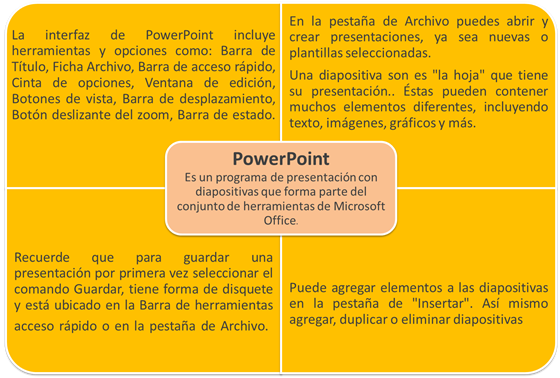 La interfaz de PowerPoint incluye
herramientas y opciones como: Barra de
Título, Ficha Archivo, Barra de acceso rápido,
Cinta de opciones, Ventana de edición,
Botones de vista, Barra de desplazamiento,
Botón deslizante del zoom, Barra de estado.
En la pestaña de Archivo puedes abrir y
crear presentaciones, ya sea nuevas o
plantillas seleccionadas.
Una diapositiva son es "la hoja" que tiene
su presentación.. Éstas pueden contener
muchos elementos diferentes, incluyendo
texto, imágenes, gráficos y más.
PowerPoint
Es un programa de presentación con
diapositivas que forma parte del
conjunto de herramientas de Microsoft
Office.
Recuerde que para guardar una
presentación por primera vez seleccionar el
comando Guardar, tiene forma de disquete
y está ubicado en la Barra de herramientas
acceso rápido o en la pestaña de Archivo.
Puede agregar elementos a las diapositivas
en la pestaña de "Insertar". Así mismo
agregar, duplicar o eliminar diapositivas